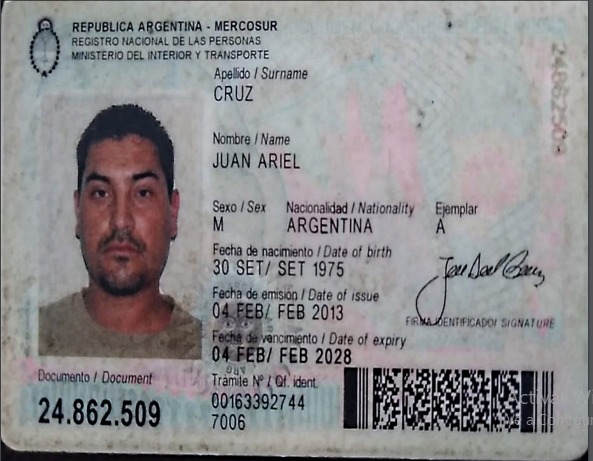 REPUBLICA ARGENTINA - MERCOSUR
REGISTRO NACIONAL DE LAS PERSONAS
MINISTERIO DEL INTERIOR Y TRANSPORTE
Apellido / Surname
CRUZ
Nombre / Name
JUAN ARIEL
Sexo / Sex Nacionalidad / Nationality Ejemplar
M ARGENTINA A
Fecha de nacimiento / Date of birth
30 SET/ SET 1975
Fecha de emisión / Date of issue
04 FEB/ FEB 2013
FIRMA IDENTIFICADO/ SIGNATURE
Fecha de vencimiento / Date of expiry
04 FEB/ FEB 2028
Documento / Document
24.862.509
Trámite Nº / Of. ident.
00163392744
7006